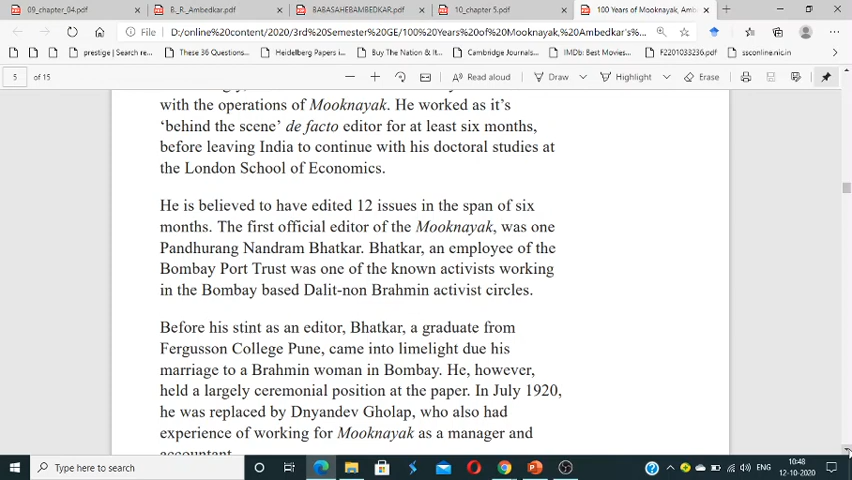 09_chapter_04.pdf
B_R_Ambedkar.pdf
BABASAHEBAMBEDKAR.pdf
10_chapter 5.pdf
100 Years of Mooknayak, Amb
File D:/online%20content/2020/3rd%20Semester%20GE/100%20Years%20of%20Mooknayak,%20Ambedkar's%...
prestige | Search R...
These 36 Questions...
Heidelberg Papers i...
Buy The Nation & It...
Cambridge Journals...
IMDb: Best Movies...
F2201033236.pdf
ssconline.nic.in
5 of 15
Read aloud
Draw
Highlight
Erase
with the operations of Mooknayak. He worked as it's
'behind the scene' de facto editor for at least six months,
before leaving India to continue with his doctoral studies at
the London School of Economics.
He is believed to have edited 12 issues in the span of six
months. The first official editor of the Mooknayak, was one
Pandhurang Nandram Bhatkar. Bhatkar, an employee of the
Bombay Port Trust was one of the known activists working
in the Bombay based Dalit-non Brahmin activist circles.
Before his stint as an editor, Bhatkar, a graduate from
Fergusson College Pune, came into limelight due his
marriage to a Brahmin woman in Bombay. He, however,
held a largely ceremonial position at the paper. In July 1920,
he was replaced by Dnyandev Gholap, who also had
experience of working for Mooknayak as a manager and
accountant.
Type here to search
ENG
10:48
12-10-2020